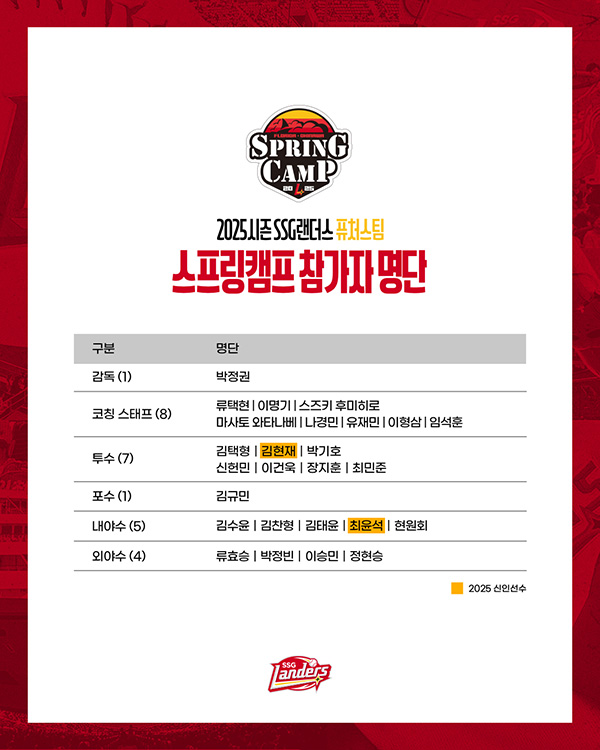 FLORIDA · OKINAWA
SPRING
CAMP
20 25
2025시즌 SSG랜더스 퓨처스팀
스프링캠프 참가자 명단
구분 명단
감독 (1) 박정권
코칭 스태프 (8) 류택현 | 이명기 | 스즈키 후미히로
마사토 와타나베 | 나경민 | 유재민 | 이형삼 | 임석훈
투수 (7) 김택형 | 김현재 | 박기호
신헌민 | 이건욱 | 장지훈 | 최민준
포수 (1) 김규민
내야수 (5) 김수윤 | 김찬형 | 김태윤 | 최윤석 | 현원회
외야수 (4) 류효승 | 박정빈 | 이승민 | 정현승
2025 신인선수
SSG
Landers